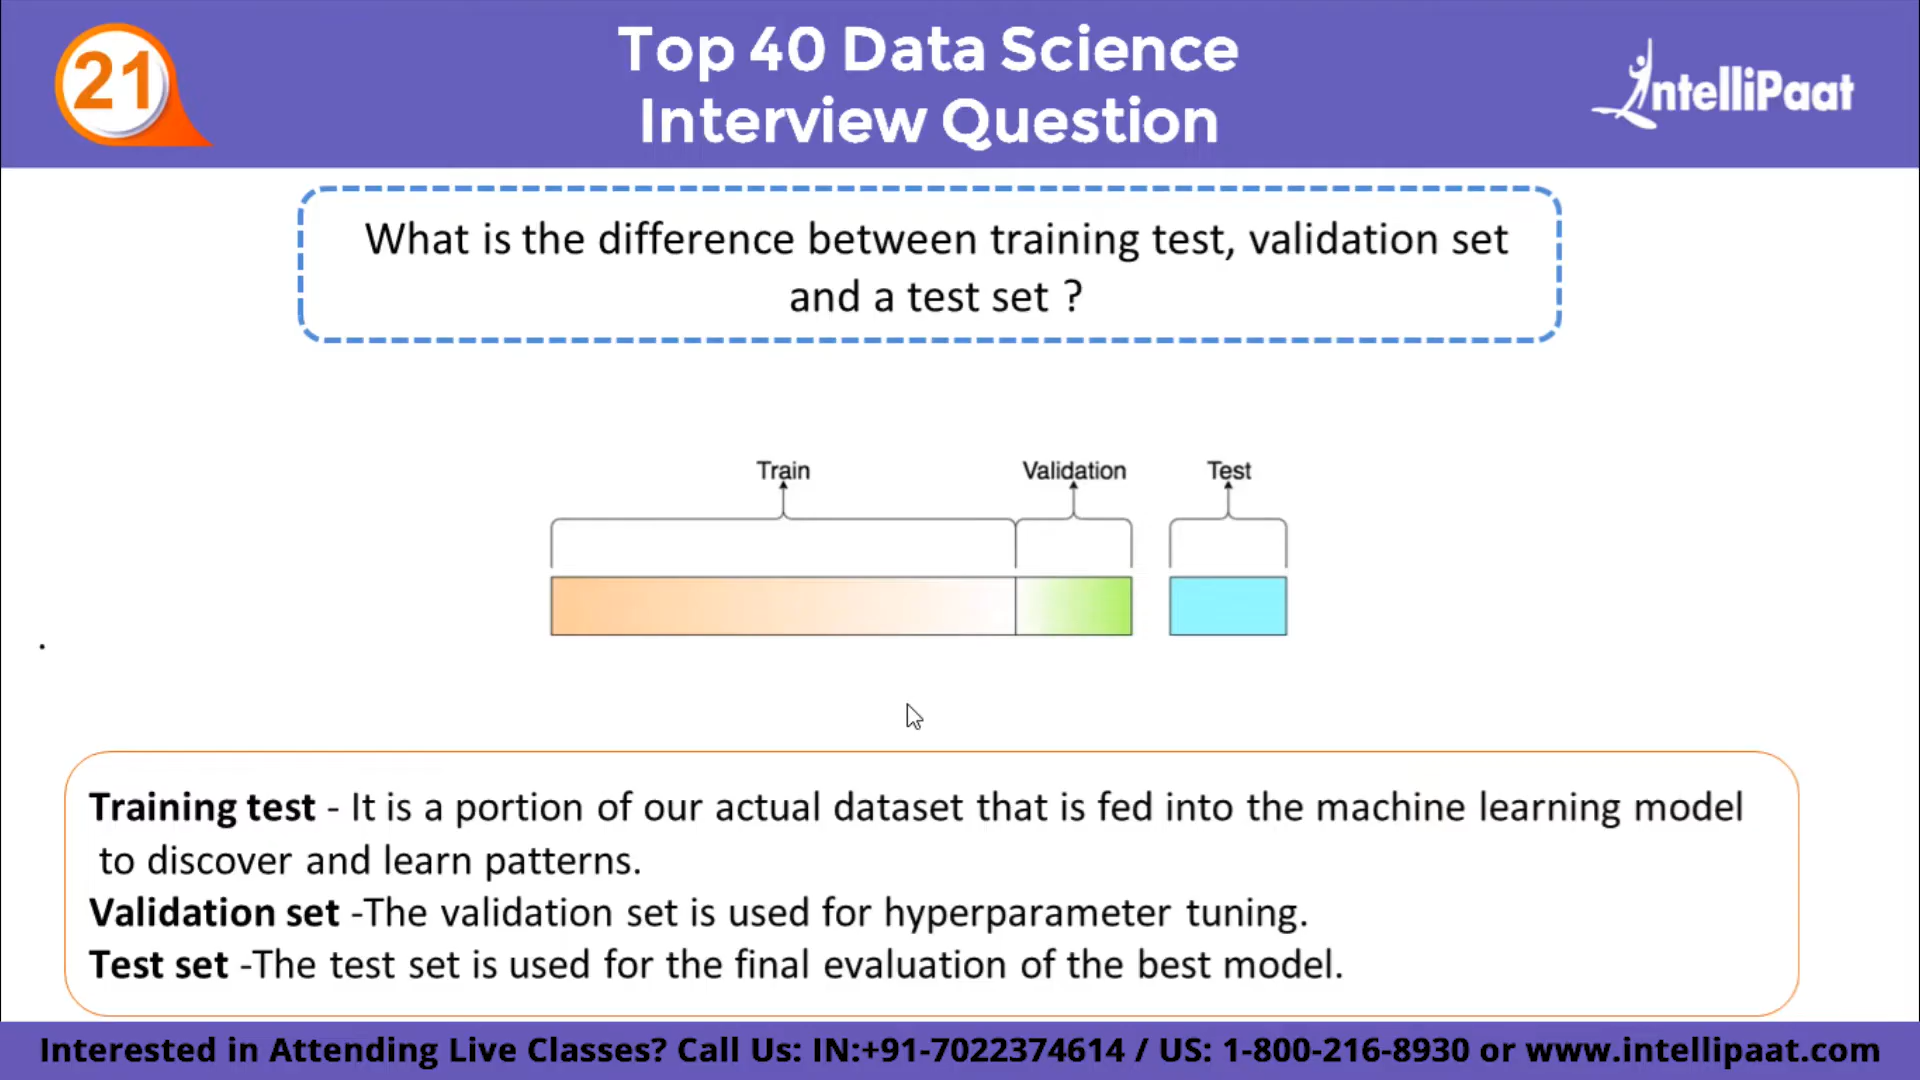 21
Top 40 Data Science
Interview Question
IntelliPaat
What is the difference between training test, validation set
and a test set ?
Train Validation Test
Training test - It is a portion of our actual dataset that is fed into the machine learning model
to discover and learn patterns.
Validation set -The validation set is used for hyperparameter tuning.
Test set -The test set is used for the final evaluation of the best model.
Interested in Attending Live Classes? Call Us: IN:+91-7022374614 / US: 1-800-216-8930 or www.intellipaat.com